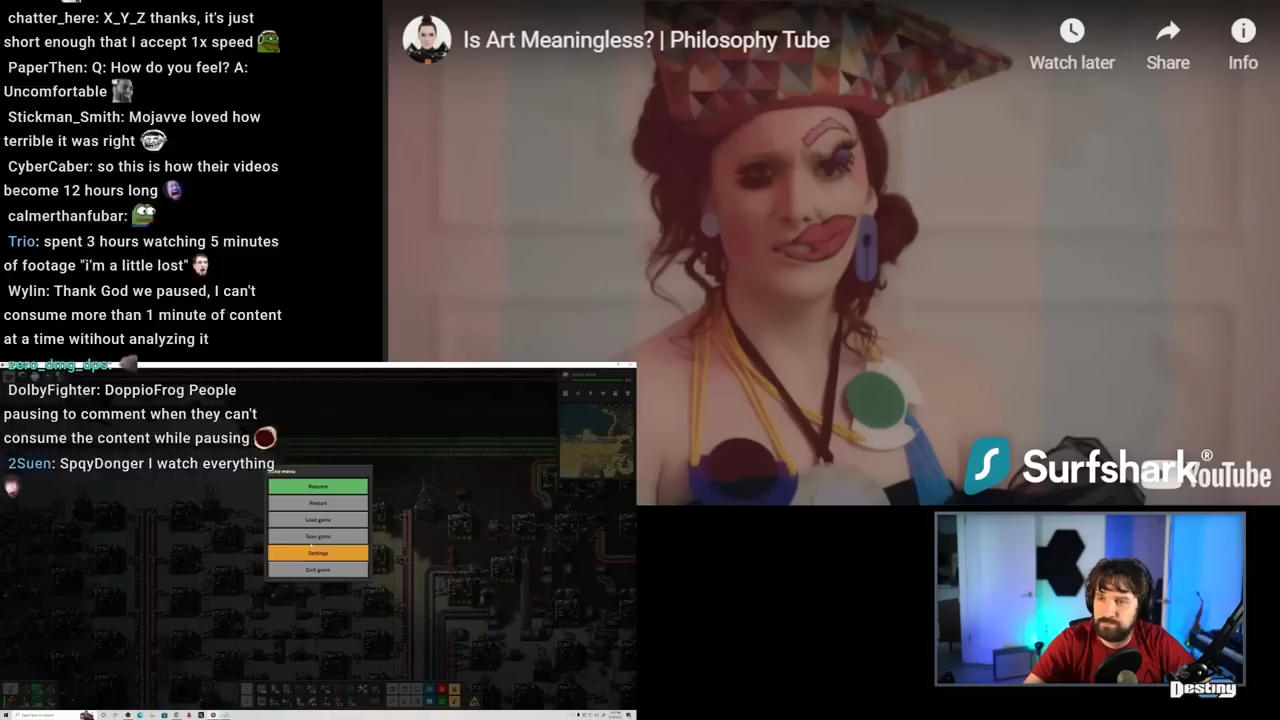 chatter_here: X_Y_Z thanks, it's just
short enough that I accept 1x speed
PaperThen: Q: How do you feel? A:
Uncomfortable
Stickman_Smith: Mojavve loved how
terrible it was right
CyberCaber: so this is how their videos
become 12 hours long
calmerthanfubar:
Trio: spent 3 hours watching 5 minutes
of footage "i'm a little lost"
Wylin: Thank God we paused, I can't
consume more than 1 minute of content
at a time witihout analyzing it
zero_dmg_dps:
DolbyFighter: DoppioFrog People
pausing to comment when they can't
consume the content while pausing
2Suen: SpqyDonger I watch everything
Is Art Meaningless? | Philosophy Tube
Watch later
Share
Info
Surfshark®
YouTube
Resume
Restart
Load game
Save game
Settings
Quit game
Destiny